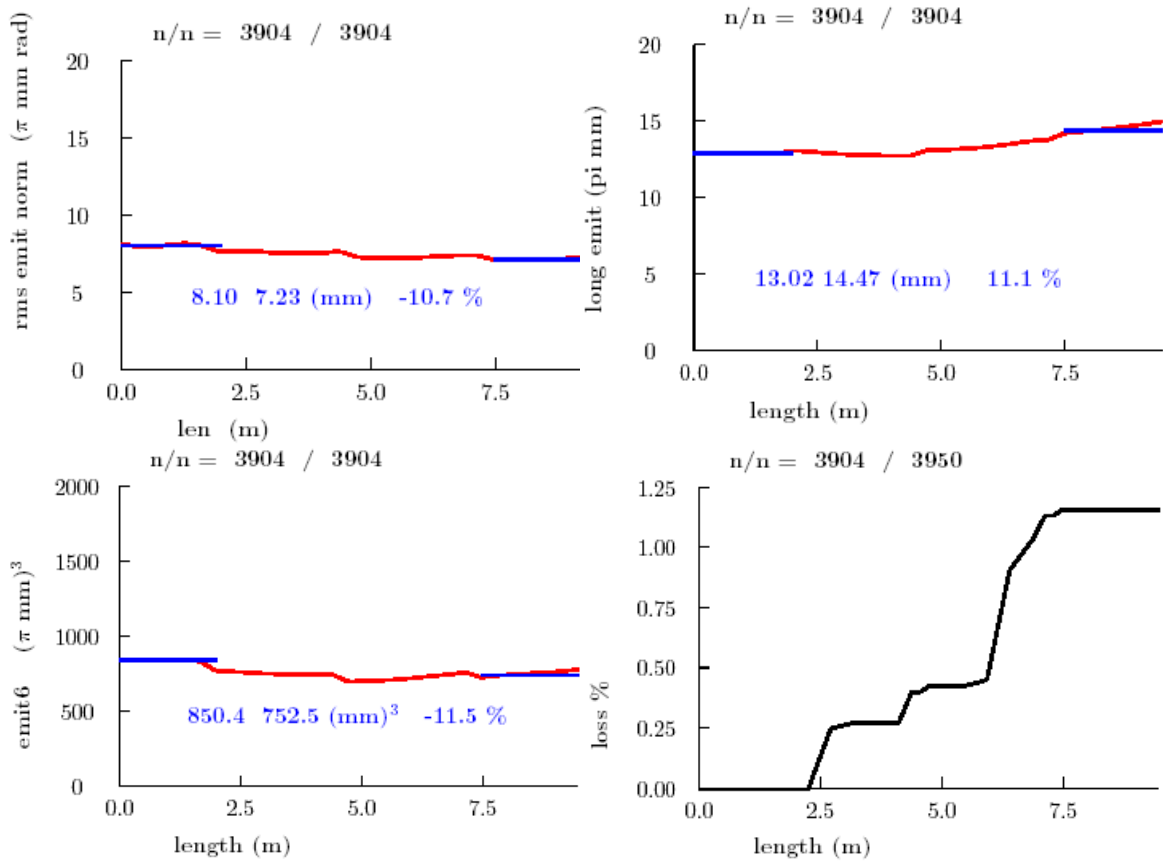 n/n = 3904 / 3904
rms emit norm (π mm rad)
20
15
10
5
0
8.10 7.23 (mm) -10.7 %
0.0 2.5 5.0 7.5
len (m)
n/n = 3904 / 3904
long emit (pi mm)
20
15
10
5
0
13.02 14.47 (mm) 11.1 %
0.0 2.5 5.0 7.5
length (m)
n/n = 3904 / 3904
emit6 (π mm)³
2000
1500
1000
500
0
850.4 752.5 (mm)³ -11.5 %
0.0 2.5 5.0 7.5
length (m)
n/n = 3904 / 3950
loss %
1.25
1.00
0.75
0.50
0.25
0.00
0.0 2.5 5.0 7.5
length (m)